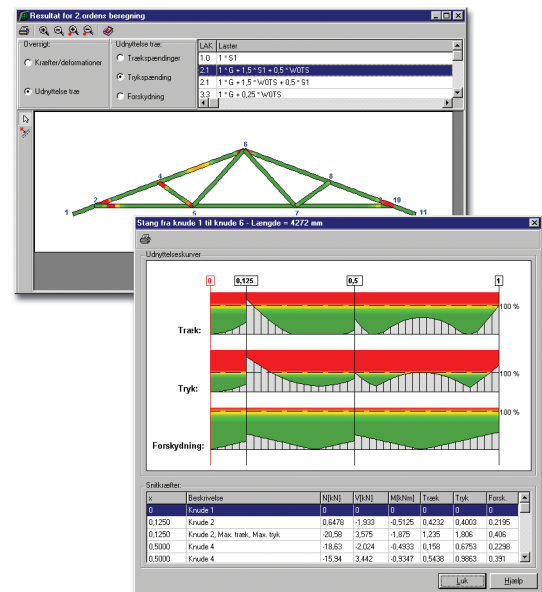 Resultat for 2.ordens beregning
Oversigt:
Kræfter/deformationer
Udnyttelse træ
Udnyttelse træ:
Trækspændinger
Trykspænding
Forskydning
LAK Laster
1.0 1 * S1
2.1 1 * G + 1,5 * S1 + 0,5 * W0TS
2.1 1 * G + 1,5 * W0TS + 0,5 * S1
3.3 1 * G + 0,25 * W0TS
6
4 8
2 3 9 10
1 5 7 11
Stang fra knude 1 til knude 6 - Længde = 4272 mm
Udnyttelseskurver
0 0,125 0,5 1
100 %
Træk:
100 %
Tryk:
100 %
Forskydning:
Snitkræfter:
x Beskrivelse N[kN] V[kN] M[kNm] Træk Tryk Forsk.
0 Knude 1 0 0 0 0 0 0
0,1250 Knude 2 0,6478 -1,933 -0,5125 0,4232 0,4003 0,2195
0,1250 Knude 2, Max. træk, Max. tryk -20,58 3,575 -1,875 1,235 1,806 0,406
0,5000 Knude 4 -18,63 -2,024 -0,4933 0,158 0,6753 0,2298
0,5000 Knude 4 -15,94 3,442 -0,9347 0,5438 0,9863 0,391
Luk Hjælp